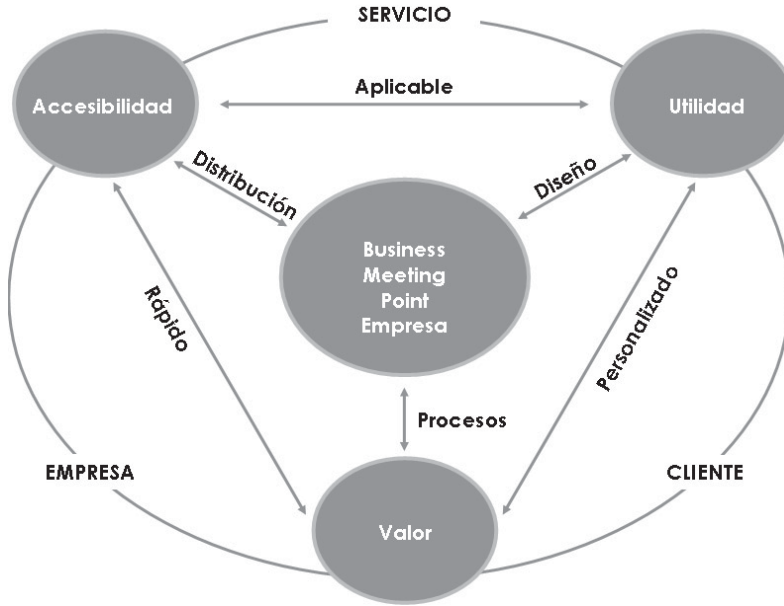 SERVICIO
Accesibilidad
Aplicable
Utilidad
Distribución
Diseño
Business
Meeting
Point
Empresa
Rápido
Personalizado
Procesos
EMPRESA
CLIENTE
Valor